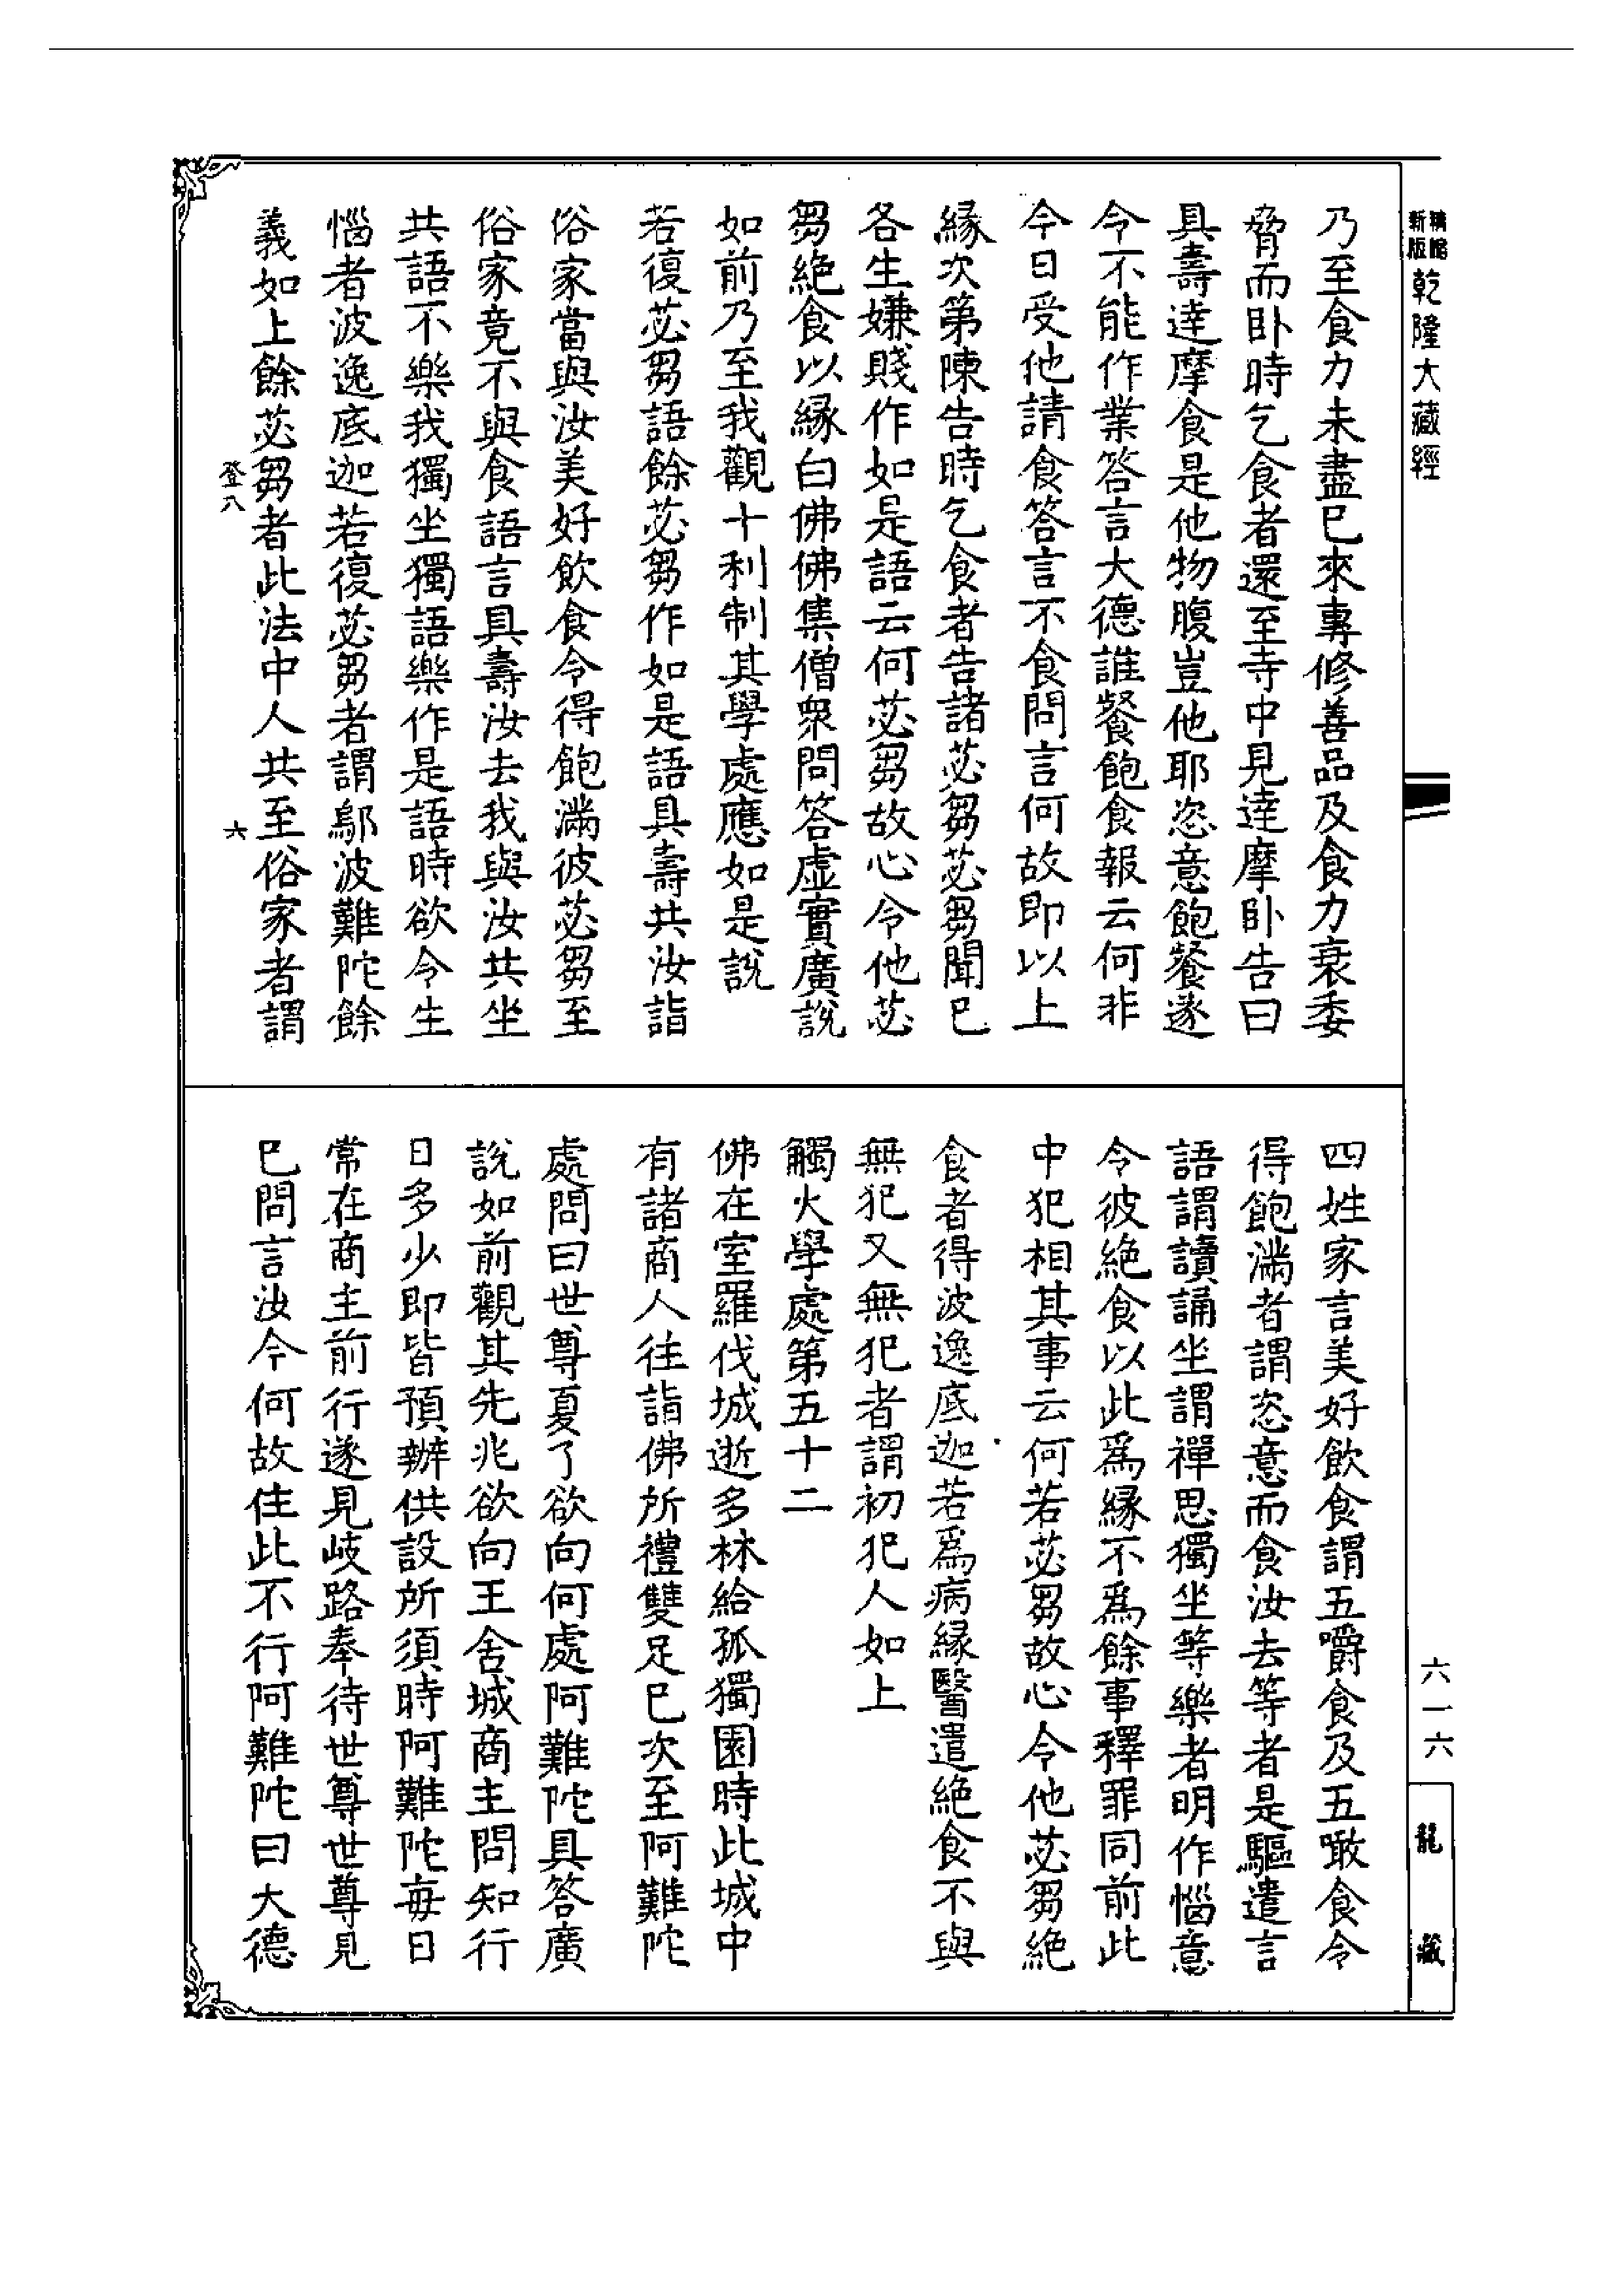 新版
精縮
乾隆大藏經
六一六
龍藏
乃至食力未盡巳來專修善品及食力衰委
脅而卧時乞食者還至寺中見達摩卧告曰
具壽達摩食是他物腹豈他耶恣意飽餐遂
令不能作業答言大德誰餐飽食報云何非
今日受他請食答言不食問言何故即以上
緣次第陳告時乞食者告諸苾芻苾芻聞已
各生嫌賤作如是語云何苾芻故心令他苾
芻絶食以緣白佛佛集僧衆問答虚實廣說
如前乃至我觀十利制其學處應如是說
若復苾芻語餘苾芻作如是語具壽共汝詣
俗家當與汝美好飲食令得飽滿彼苾芻至
俗家竟不與食語言具壽汝去我與汝共坐
共語不樂我獨坐獨語樂作是語時欲令生
惱者波逸底迦若復苾芻者謂鄔波難陀餘
義如上餘苾芻者此法中人共至俗家者謂
登八
六
四姓家言美好飲食謂五嚼食及五噉食令
得飽滿者謂恣意而食汝去等者是驅遣言
語謂讀誦坐謂禪思獨坐等樂者明作惱意
令彼絶食以此爲緣不爲餘事釋罪同前此
中犯相其事云何若苾芻故心令他苾芻絶
食者得波逸底迦若爲病緣醫遣絶食不與
無犯又無犯者謂初犯人如上
觸火學處第五十二
佛在室羅伐城逝多林給孤獨園時此城中
有諸商人往詣佛所禮雙足巳次至阿難陀
處問曰世尊夏了欲向何處阿難陀具答廣
說如前觀其先兆欲向王舍城商主問知行
日多少即皆預辦供設所須時阿難陀每日
常在商主前行遂見岐路奉待世尊世尊見
巳問言汝今何故住此不行阿難陀曰大德